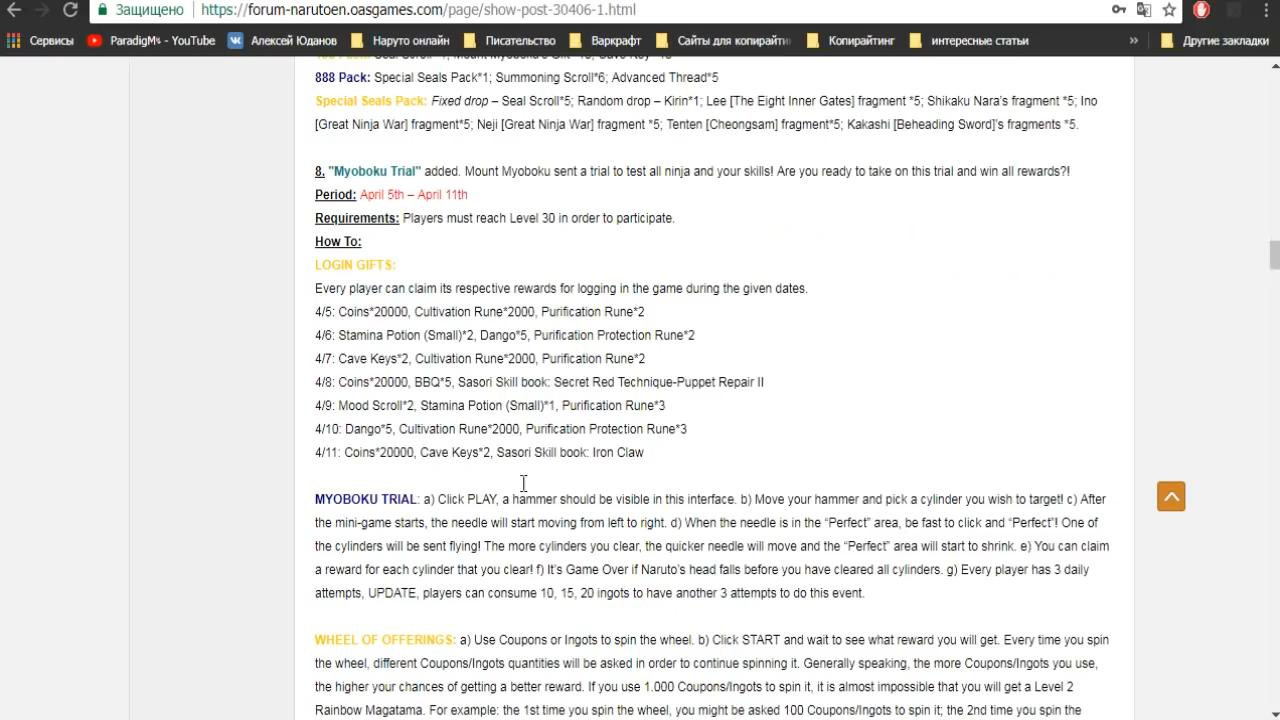 Защищено https://forum-narutoen.oasgames.com/page/show-post-30406-1.html
Сервисы ParadigMʼs - YouTube Алексей Юданов Наруто онлайн Писательство Варкрафт Сайты для копирайти Копирайтинг интересные статьи » Другие закладки
888 Pack: Special Seals Pack*1; Summoning Scroll*6; Advanced Thread*5
Special Seals Pack: Fixed drop – Seal Scroll*5; Random drop – Kirin*1; Lee [The Eight Inner Gates] fragment *5; Shikaku Nara's fragment *5; Ino
[Great Ninja War] fragment*5; Neji [Great Ninja War] fragment *5; Tenten [Cheongsam] fragment*5; Kakashi [Beheading Sword]'s fragments *5.
8. "Myoboku Trial" added. Mount Myoboku sent a trial to test all ninja and your skills! Are you ready to take on this trial and win all rewards?!
Period: April 5th – April 11th
Requirements: Players must reach Level 30 in order to participate.
How To:
LOGIN GIFTS:
Every player can claim its respective rewards for logging in the game during the given dates.
4/5: Coins*20000, Cultivation Rune*2000, Purification Rune*2
4/6: Stamina Potion (Small)*2, Dango*5, Purification Protection Rune*2
4/7: Cave Keys*2, Cultivation Rune*2000, Purification Rune*2
4/8: Coins*20000, BBQ*5, Sasori Skill book: Secret Red Technique-Puppet Repair II
4/9: Mood Scroll*2, Stamina Potion (Small)*1, Purification Rune*3
4/10: Dango*5, Cultivation Rune*2000, Purification Protection Rune*3
4/11: Coins*20000, Cave Keys*2, Sasori Skill book: Iron Claw
MYOBOKU TRIAL: a) Click PLAY, a hammer should be visible in this interface. b) Move your hammer and pick a cylinder you wish to target! c) After
the mini-game starts, the needle will start moving from left to right. d) When the needle is in the “Perfect” area, be fast to click and “Perfect”! One of
the cylinders will be sent flying! The more cylinders you clear, the quicker needle will move and the “Perfect” area will start to shrink. e) You can claim
a reward for each cylinder that you clear! f) It's Game Over if Naruto's head falls before you have cleared all cylinders. g) Every player has 3 daily
attempts, UPDATE, players can consume 10, 15, 20 ingots to have another 3 attempts to do this event.
WHEEL OF OFFERINGS: a) Use Coupons or Ingots to spin the wheel. b) Click START and wait to see what reward you will get. Every time you spin
the wheel, different Coupons/Ingots quantities will be asked in order to continue spinning it. Generally speaking, the more Coupons/Ingots you use,
the higher your chances of getting a better reward. If you use 1.000 Coupons/Ingots to spin it, it is almost impossible that you will get a Level 2
Rainbow Magatama. For example: the 1st time you spin the wheel, you might be asked 100 Coupons/Ingots to spin it; the 2nd time you spin the